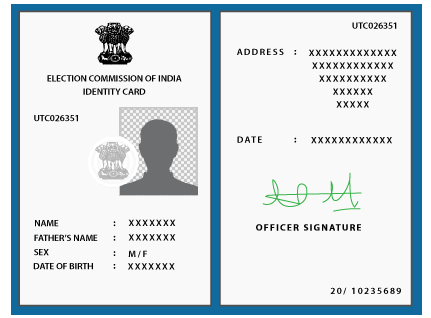 ELECTION COMMISSION OF INDIA
IDENTITY CARD
UTC026351
NAME : XXXXXXX
FATHER'S NAME : XXXXXXX
SEX : M / F
DATE OF BIRTH : XXXXXXX
UTC026351
ADDRESS : XXXXXXXXXXXXX
XXXXXXXXXXXX
XXXXXXXXXX
XXXXXX
XXXXX
DATE : XXXXXXXXXXXX
OFFICER SIGNATURE
20/ 10235689